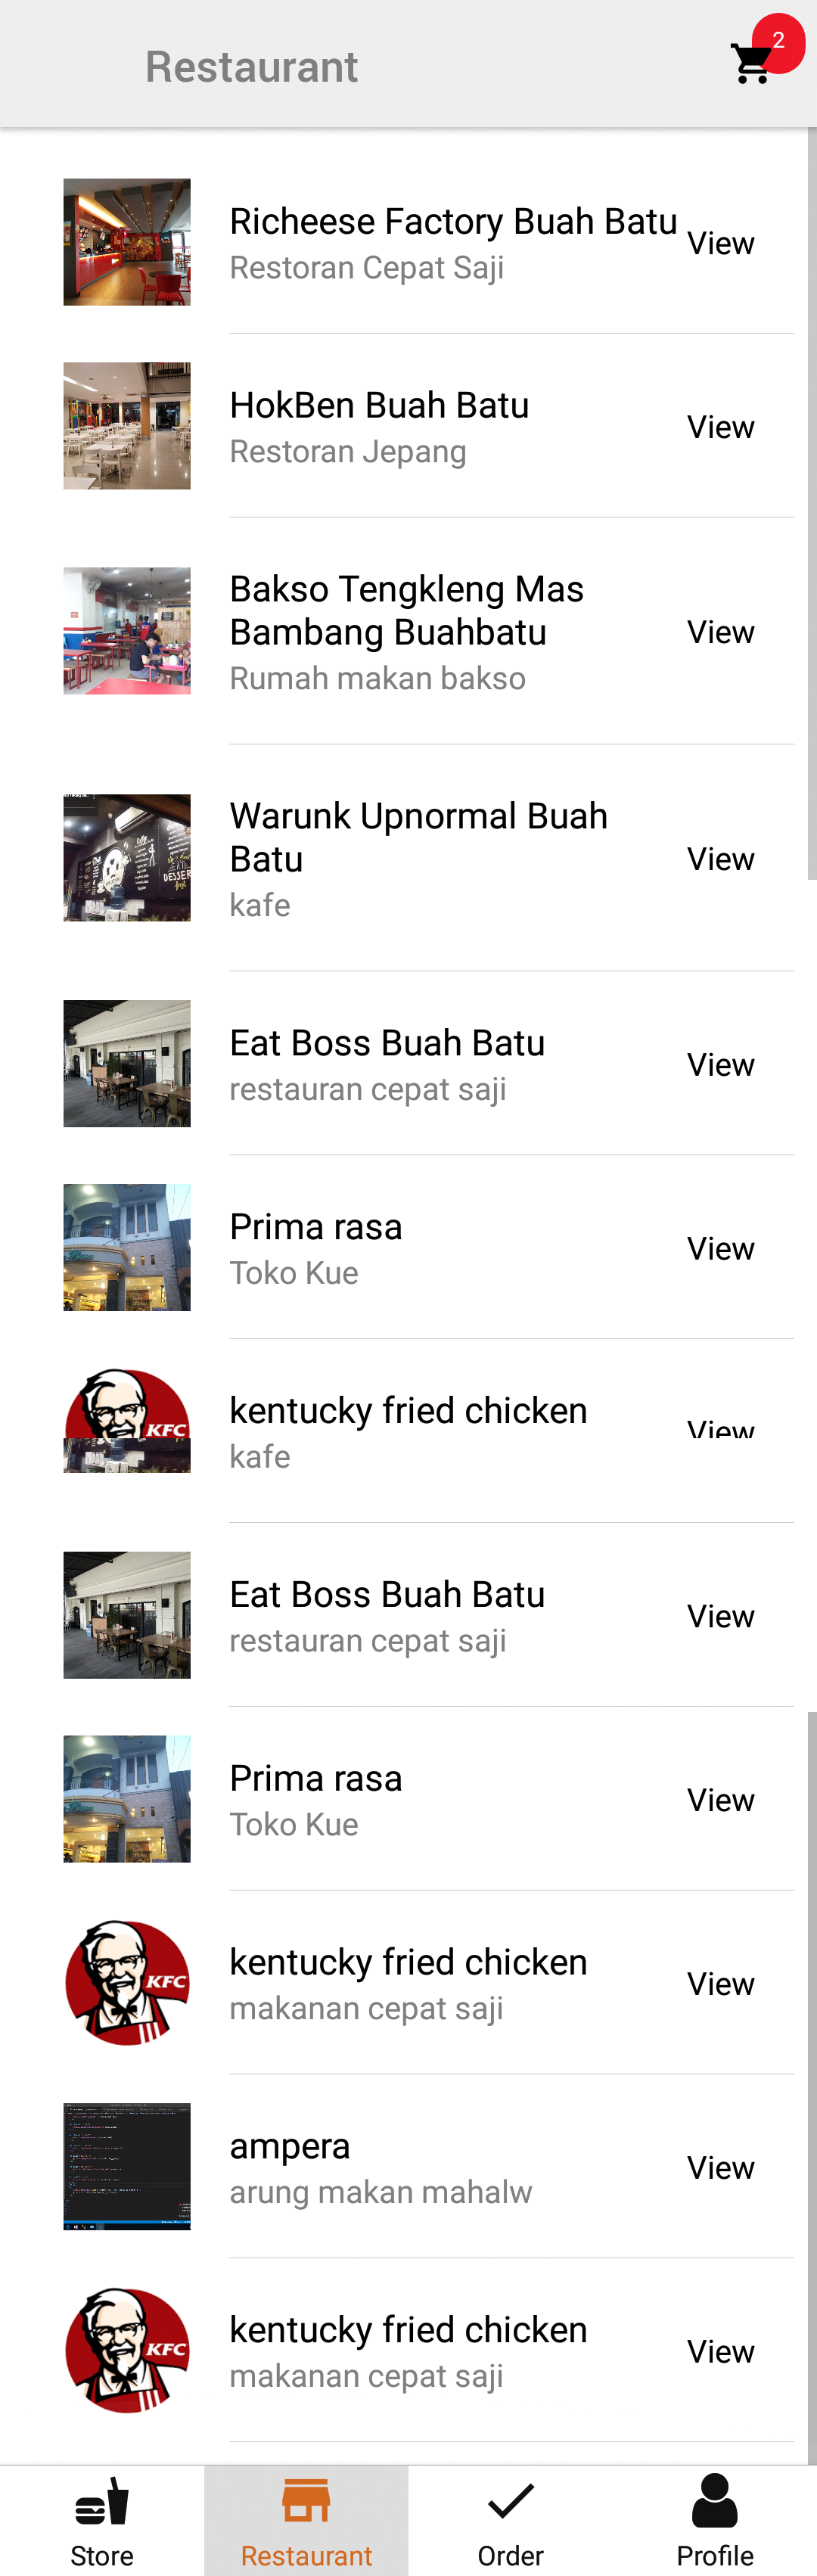 Restaurant
2
Richeese Factory Buah Batu
Restoran Cepat Saji
View
HokBen Buah Batu
Restoran Jepang
View
Bakso Tengkleng Mas
Bambang Buahbatu
Rumah makan bakso
View
Warunk Upnormal Buah
Batu
kafe
View
DESSER
Eat Boss Buah Batu
restauran cepat saji
View
Prima rasa
Toko Kue
View
KFC
kentucky fried chicken
View
kafe
Eat Boss Buah Batu
restauran cepat saji
View
Prima rasa
Toko Kue
View
KFC
kentucky fried chicken
makanan cepat saji
View
ampera
arung makan mahalw
View
KFC
kentucky fried chicken
makanan cepat saji
View
Store
Restaurant
Order
Profile